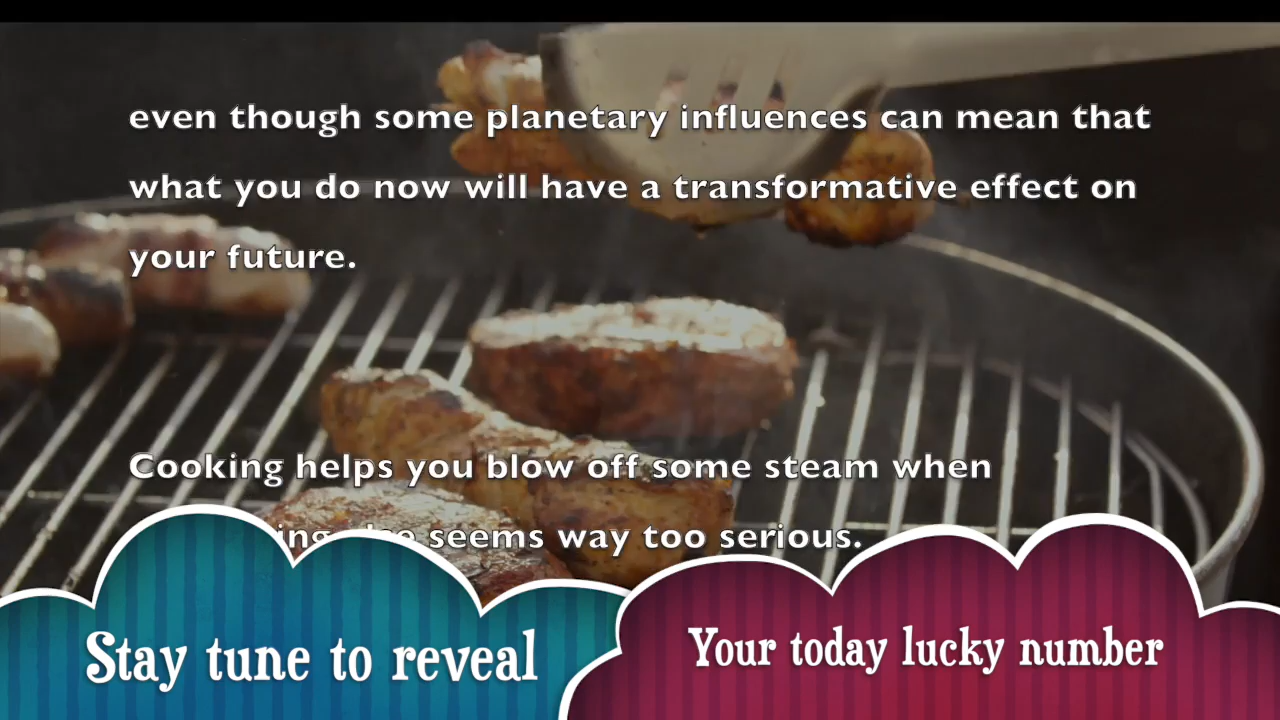 even though some planetary influences can mean that
what you do now will have a transformative effect on
your future.
Cooking helps you blow off some steam when
seems way too serious.
Stay tune to reveal
Your today lucky number